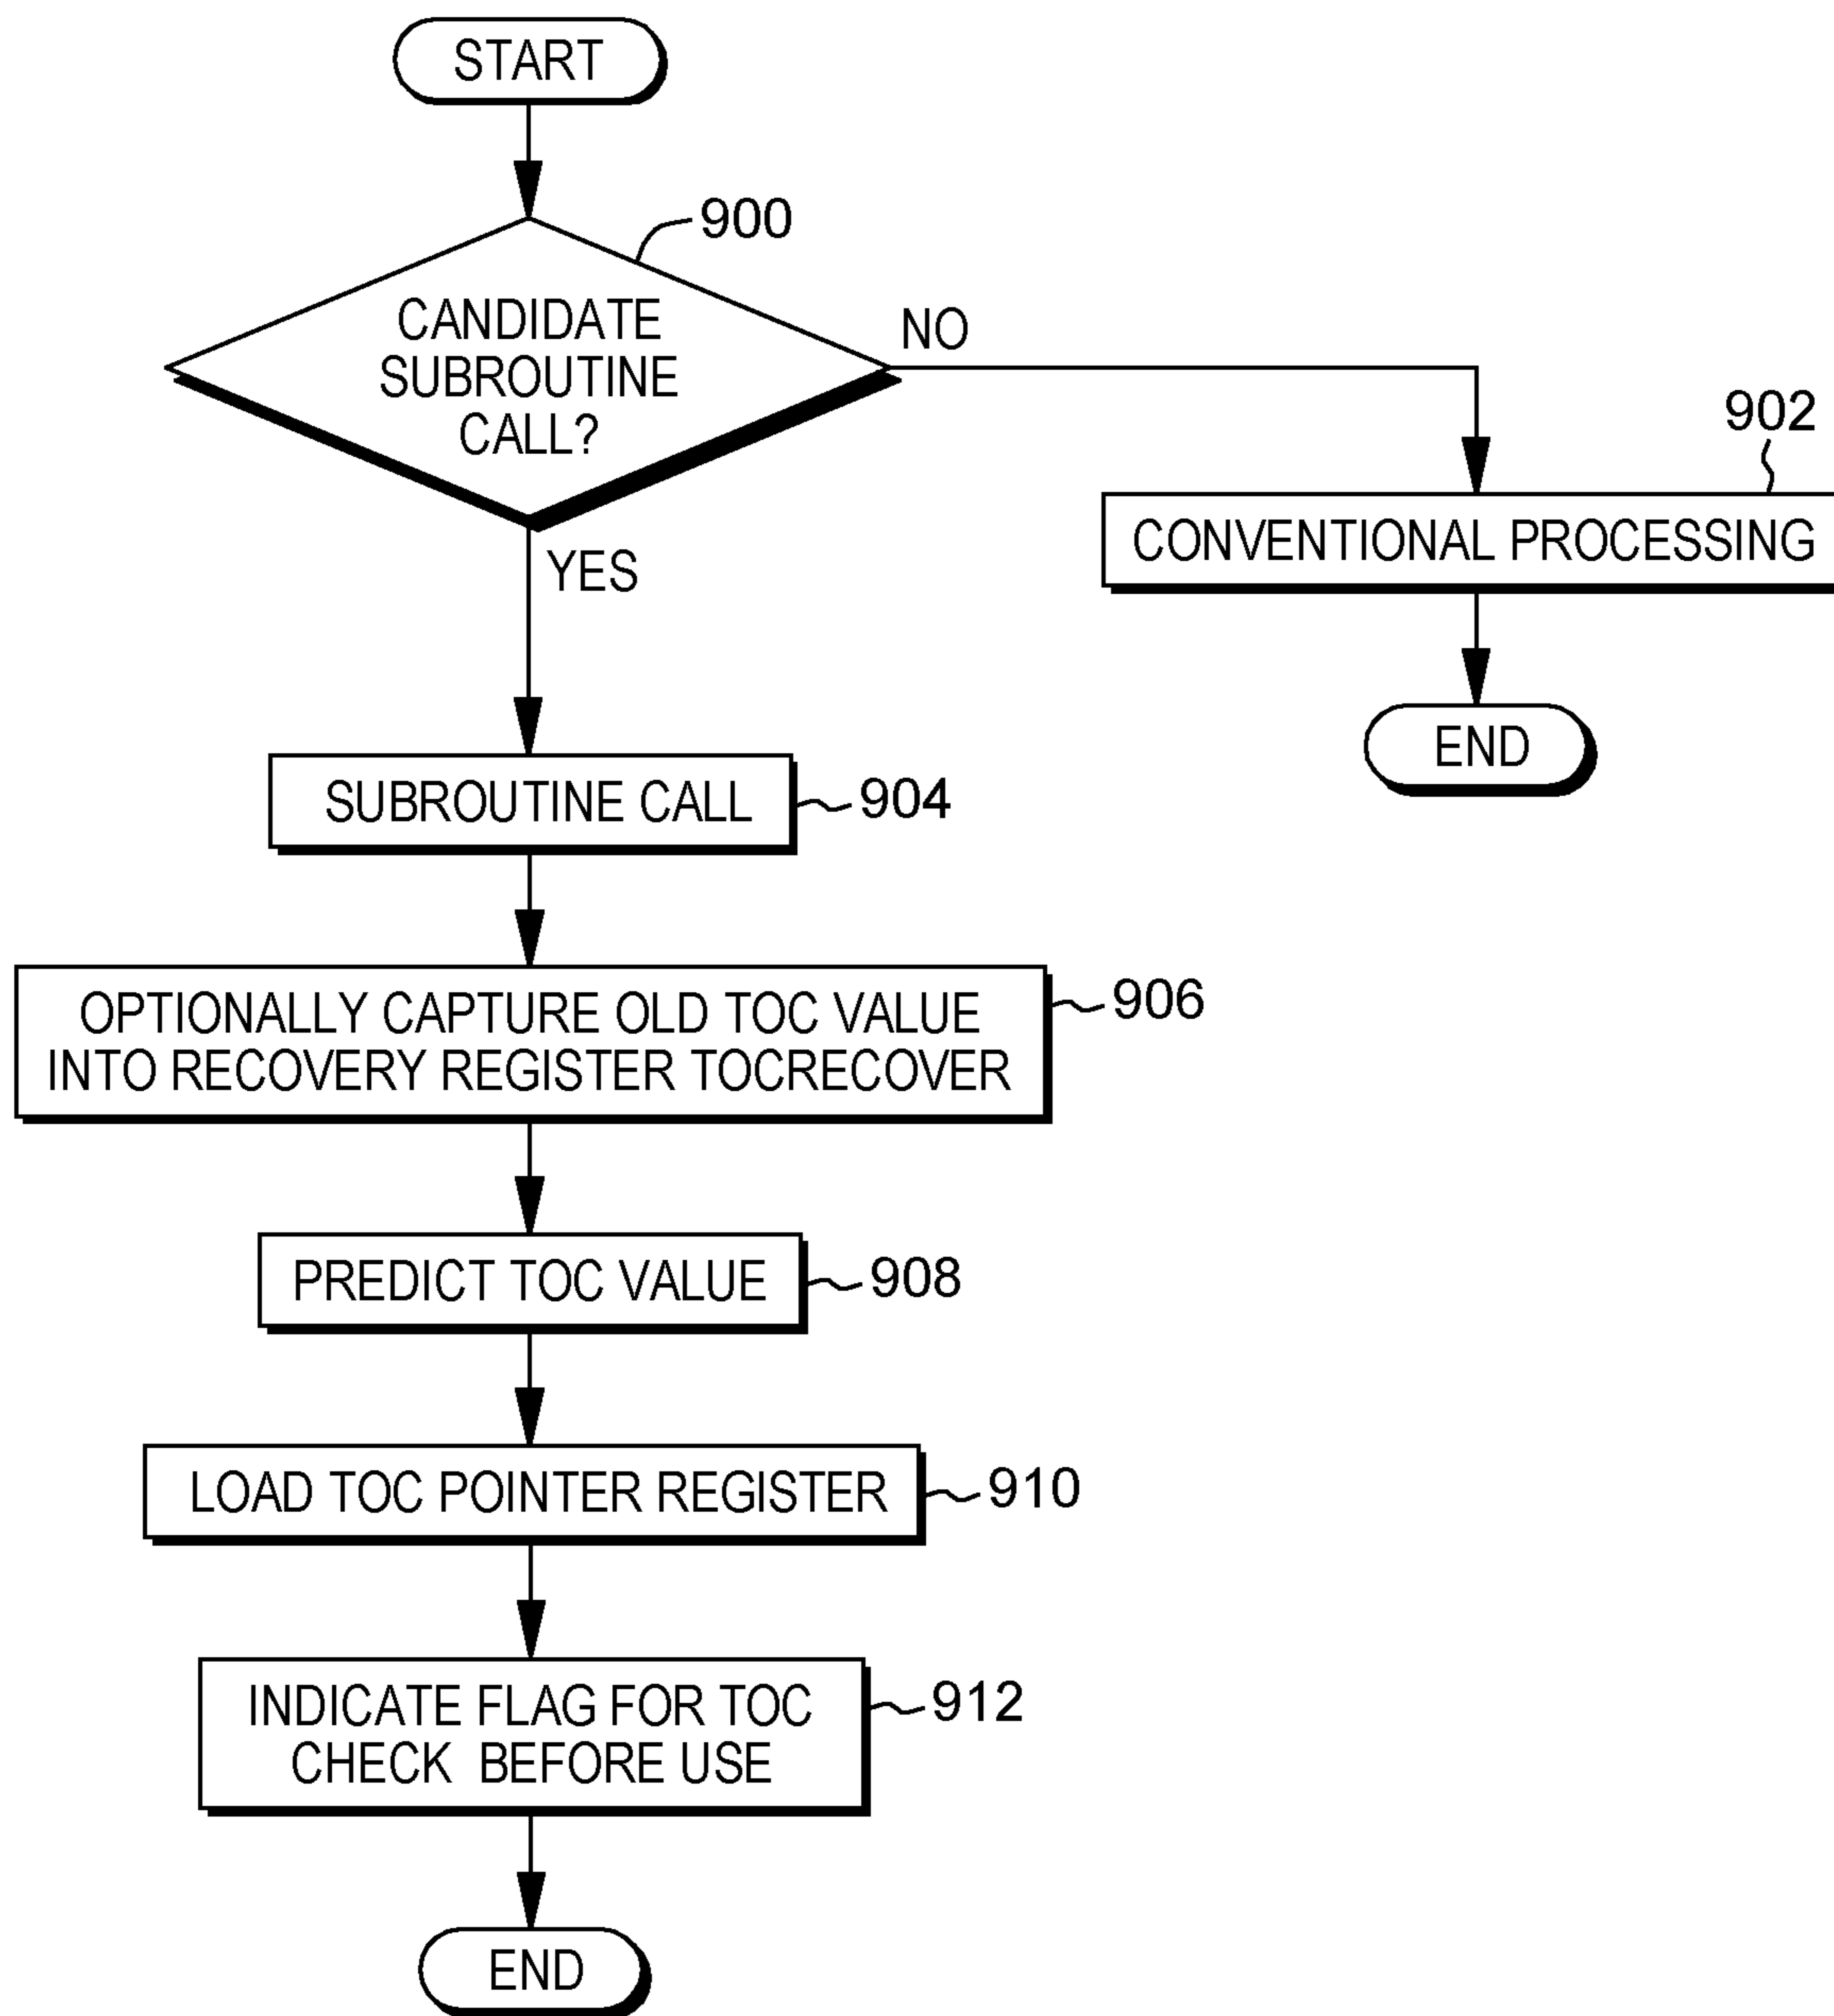 START
900
CANDIDATE
SUBROUTINE
CALL?
NO
YES
902
CONVENTIONAL PROCESSING
END
SUBROUTINE CALL
904
OPTIONALLY CAPTURE OLD TOC VALUE
INTO RECOVERY REGISTER TOCRECOVER
906
PREDICT TOC VALUE
908
LOAD TOC POINTER REGISTER
910
INDICATE FLAG FOR TOC
CHECK BEFORE USE
912
END